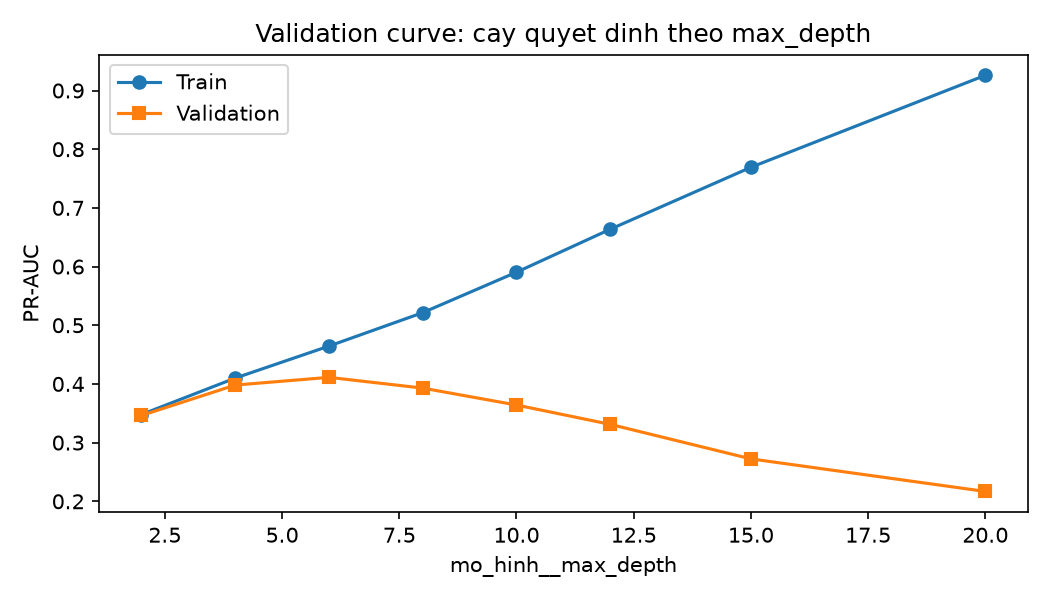 Validation curve: cay quyet dinh theo max_depth
Train
Validation
PR-AUC
0.9
0.8
0.7
0.6
0.5
0.4
0.3
0.2
2.5 5.0 7.5 10.0 12.5 15.0 17.5 20.0
mo_hinh__max_depth